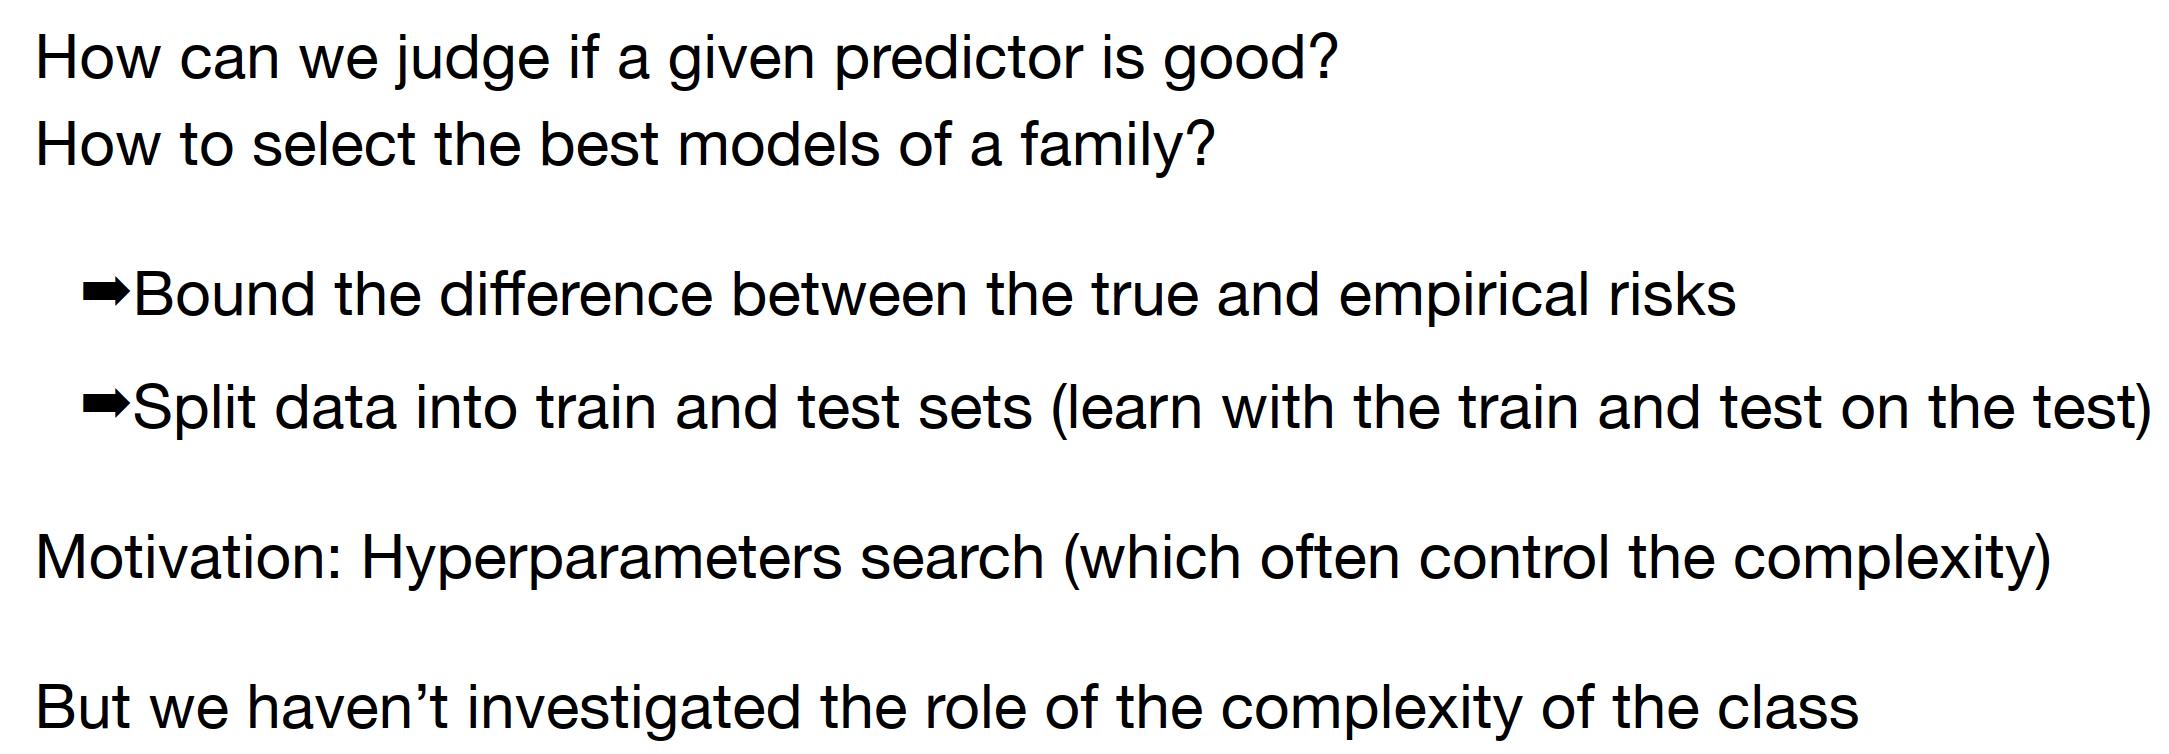 How can we judge if a given predictor is good?
How to select the best models of a family?
➡Bound the difference between the true and empirical risks
➡Split data into train and test sets (learn with the train and test on the test)
Motivation: Hyperparameters search (which often control the complexity)
But we haven’t investigated the role of the complexity of the class